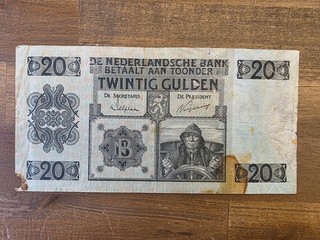 20 DE NEDERLANDSCHE BANK 20
BETAALT AAN TOONDER
TWINTIG GULDEN
DE SECRETARIS DE PRESIDENT
20 20